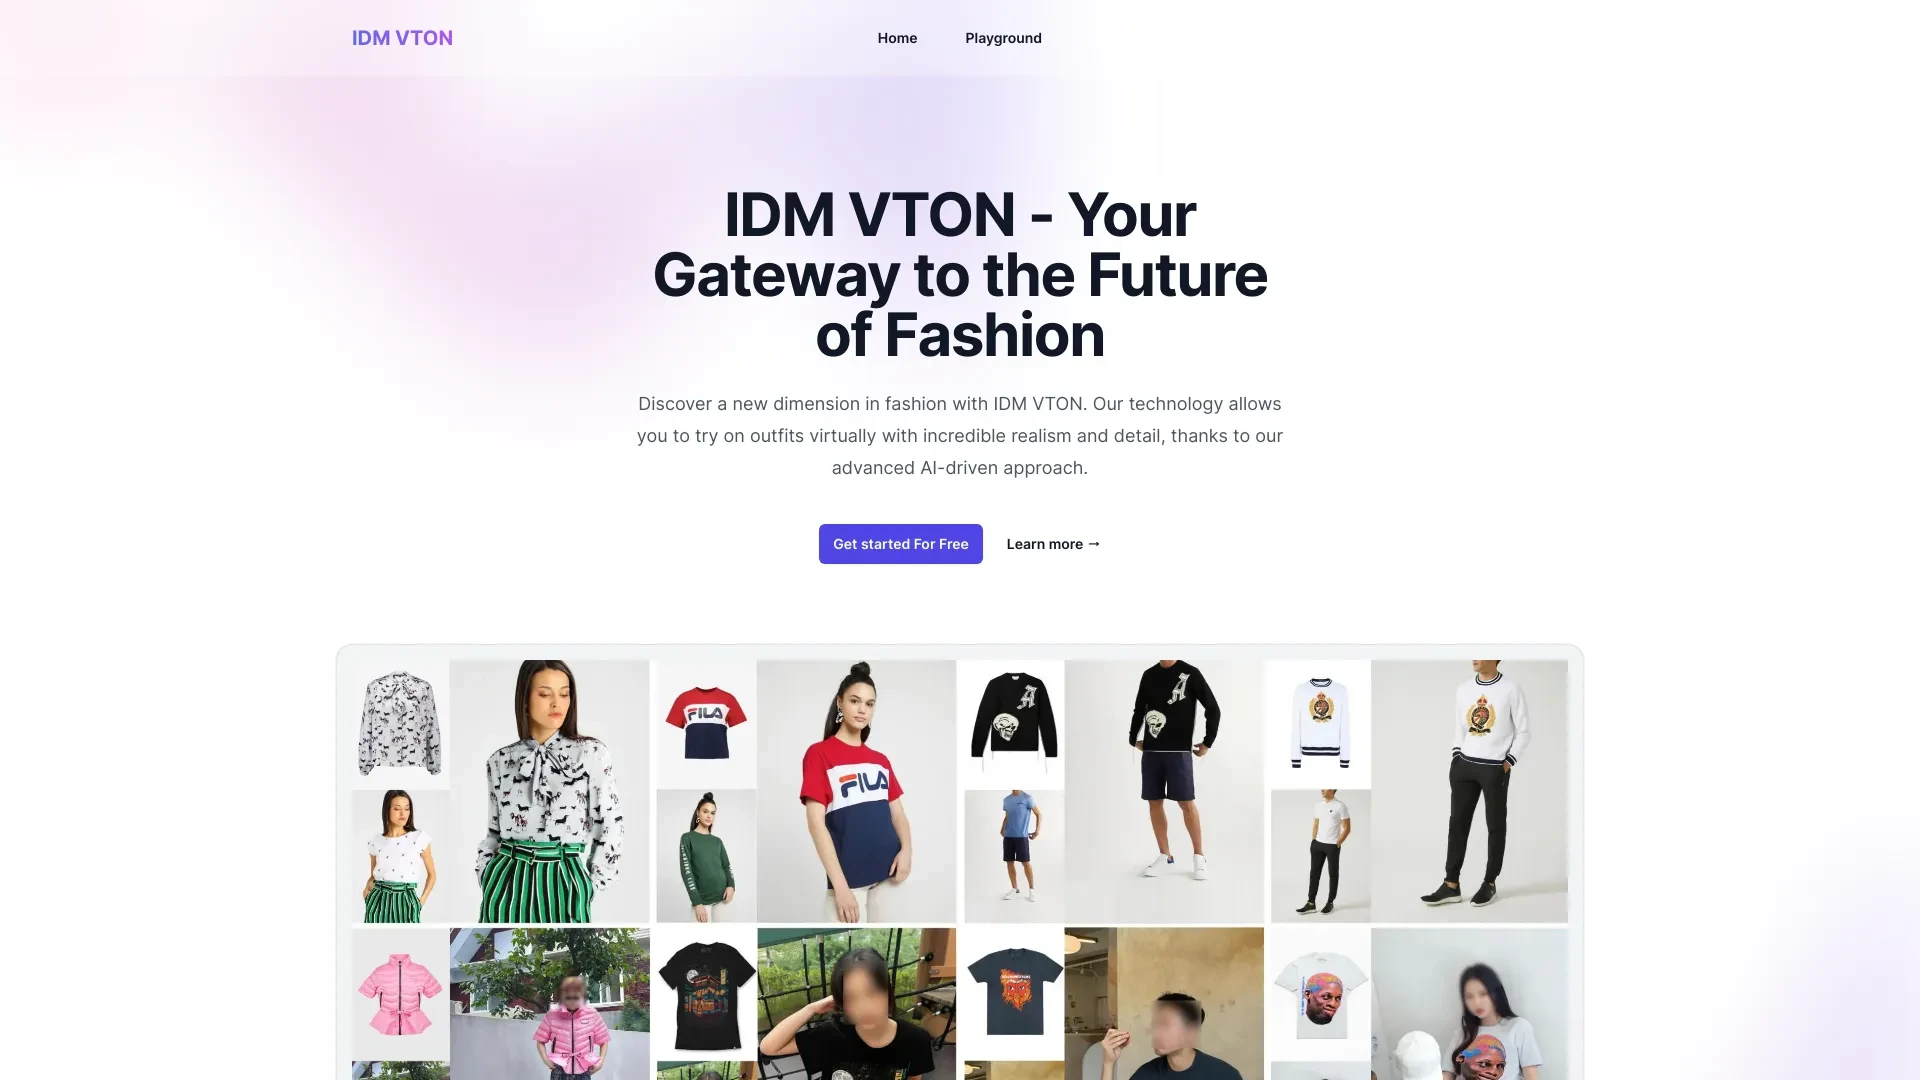 IDM VTON
Home
Playground
IDM VTON - Your
Gateway to the Future
of Fashion
Discover a new dimension in fashion with IDM VTON. Our technology allows
you to try on outfits virtually with incredible realism and detail, thanks to our
advanced AI-driven approach.
Get started For Free
Learn more →
FILA
FILA
A
A